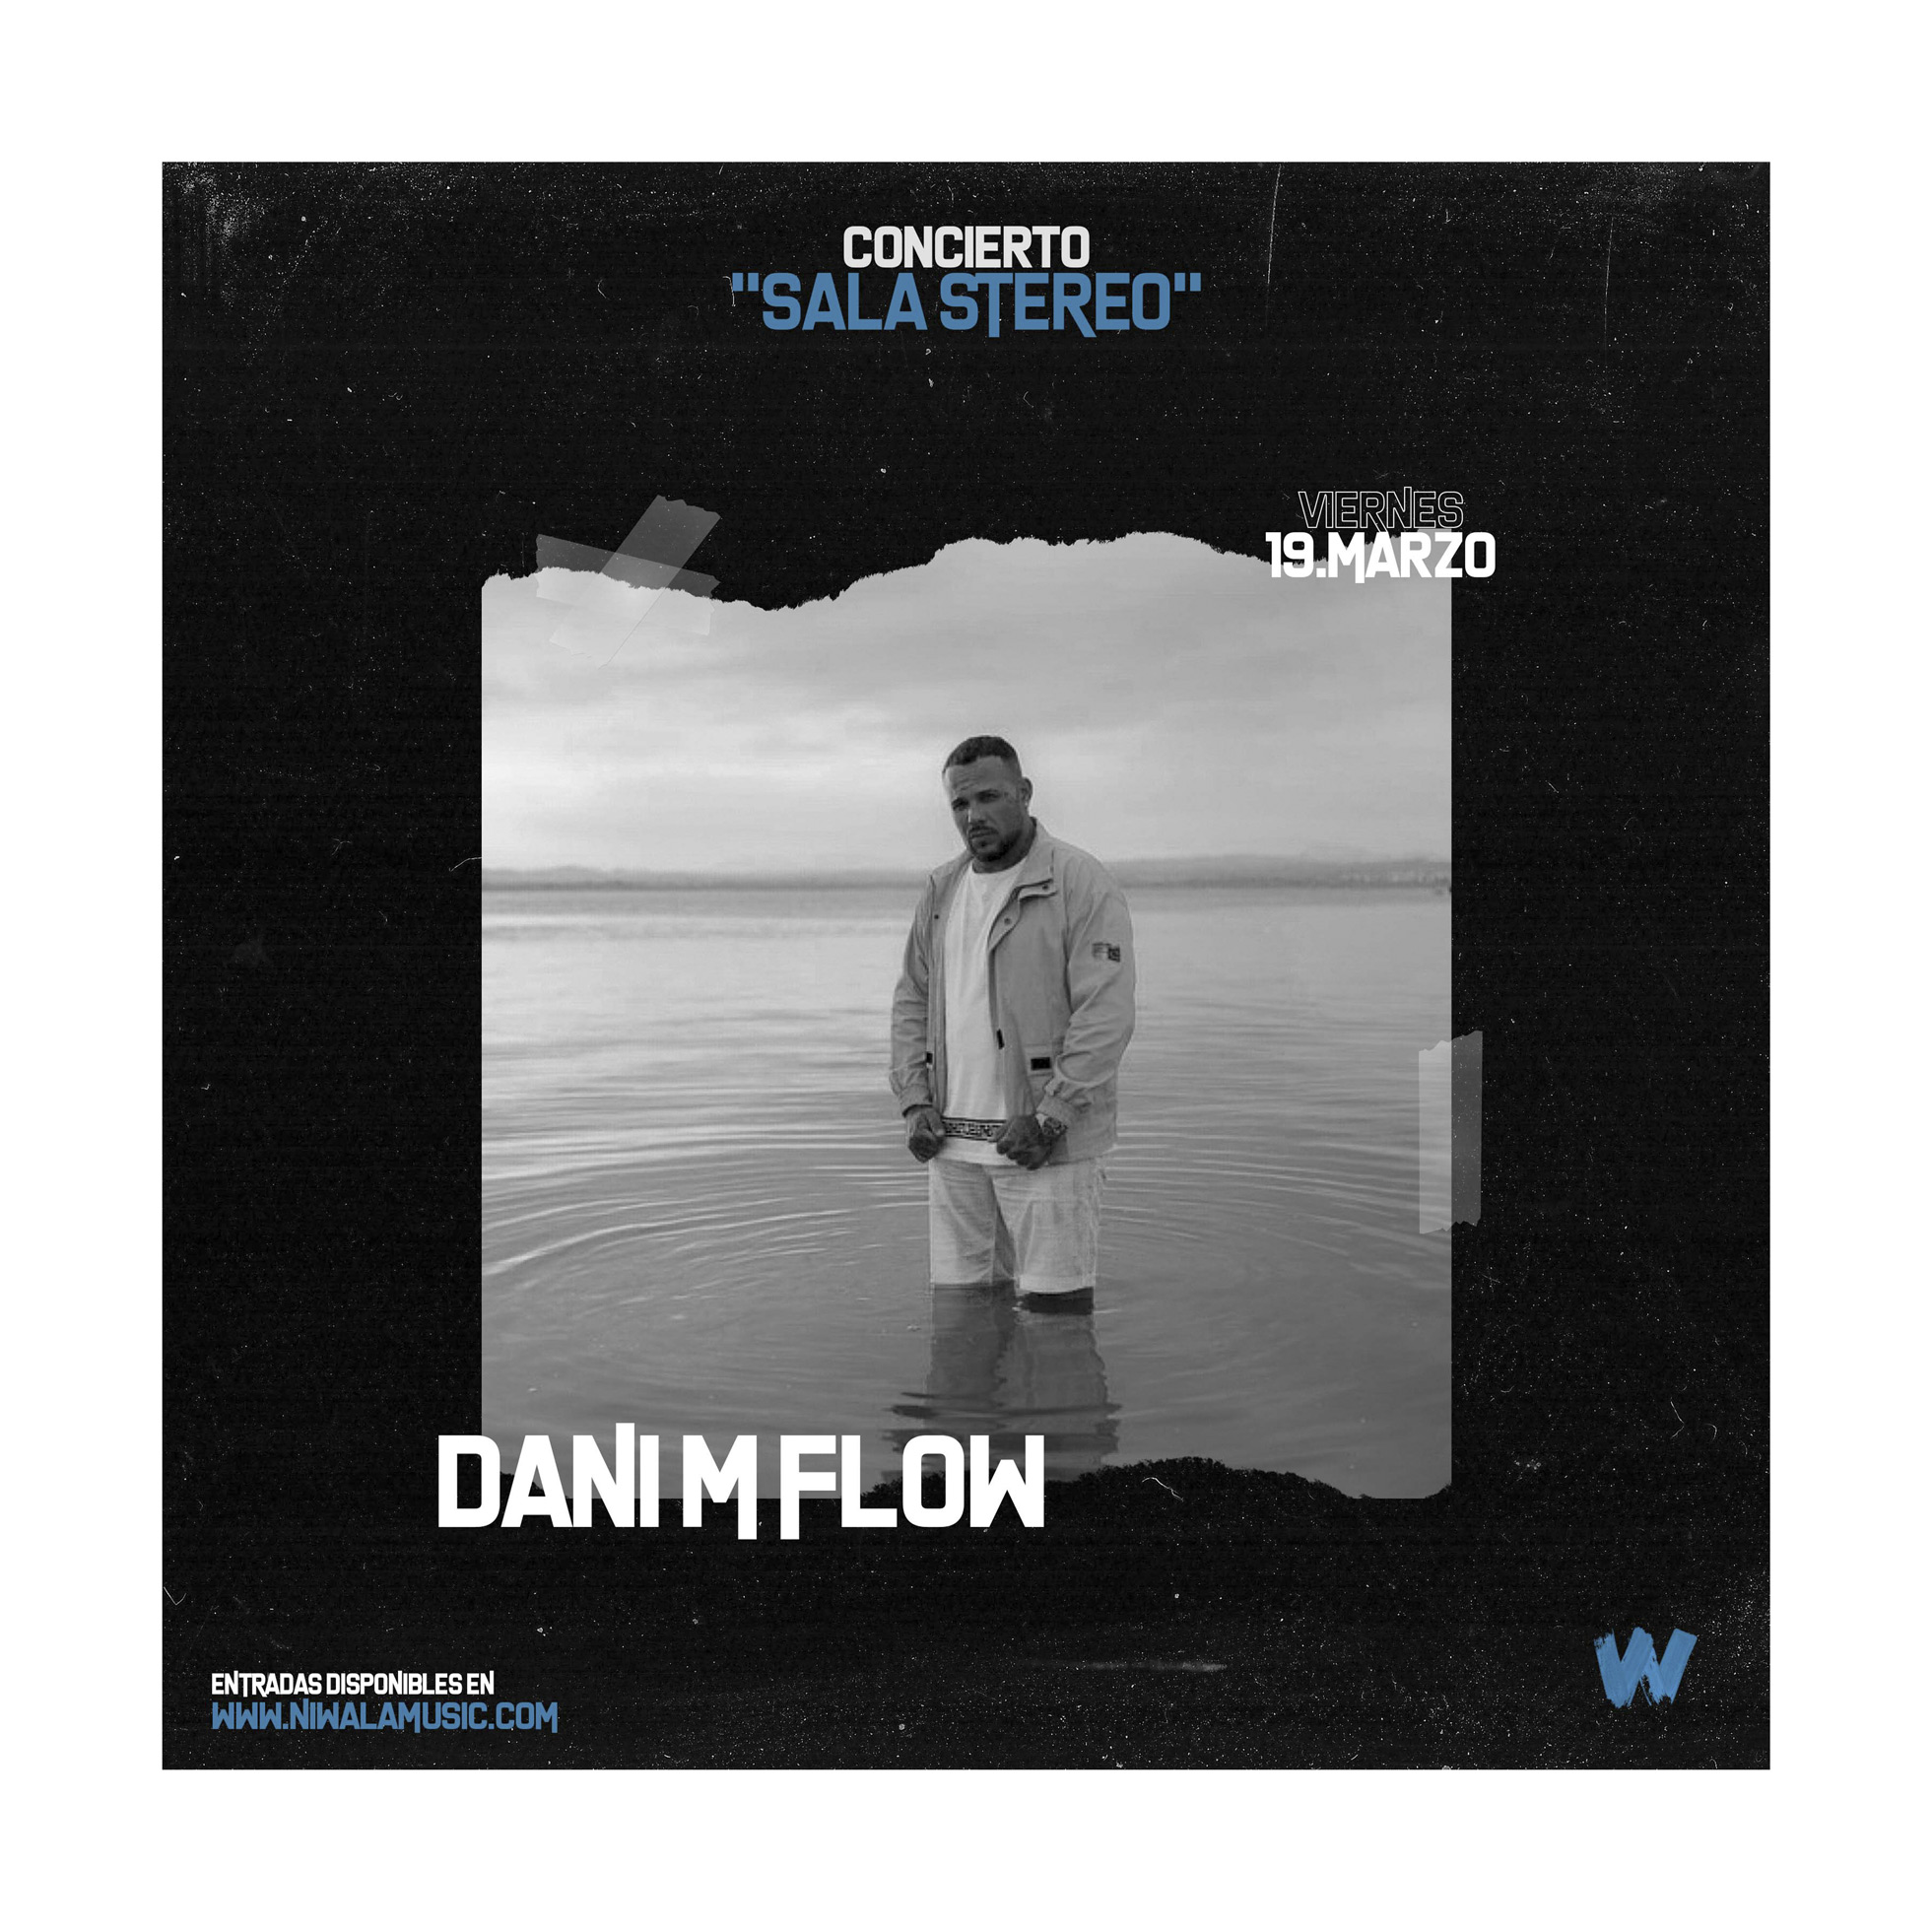 CONCIERTO
"SALA STEREO"
VIERNES
19.MARZO
DANI M FLOW
ENTRADAS DISPONIBLES EN
WWW.NIWALAMUSIC.COM
W